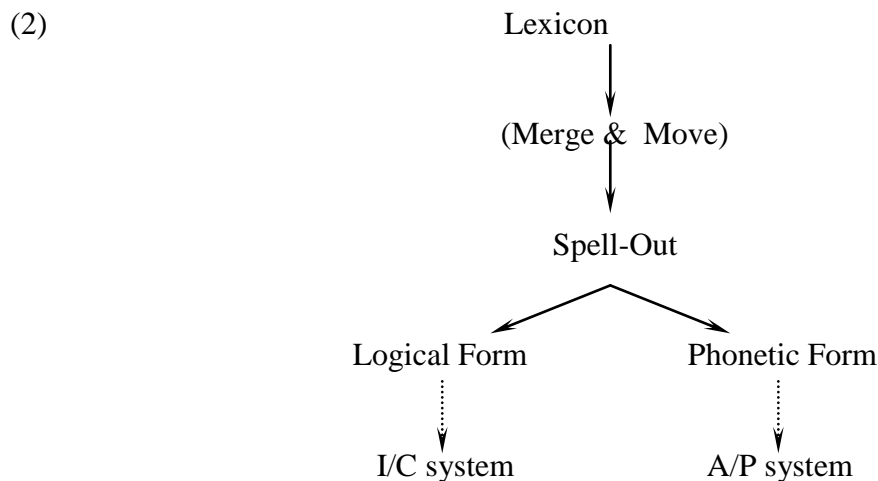 (2) Lexicon
(Merge & Move)
Spell-Out
Logical Form Phonetic Form
I/C system A/P system